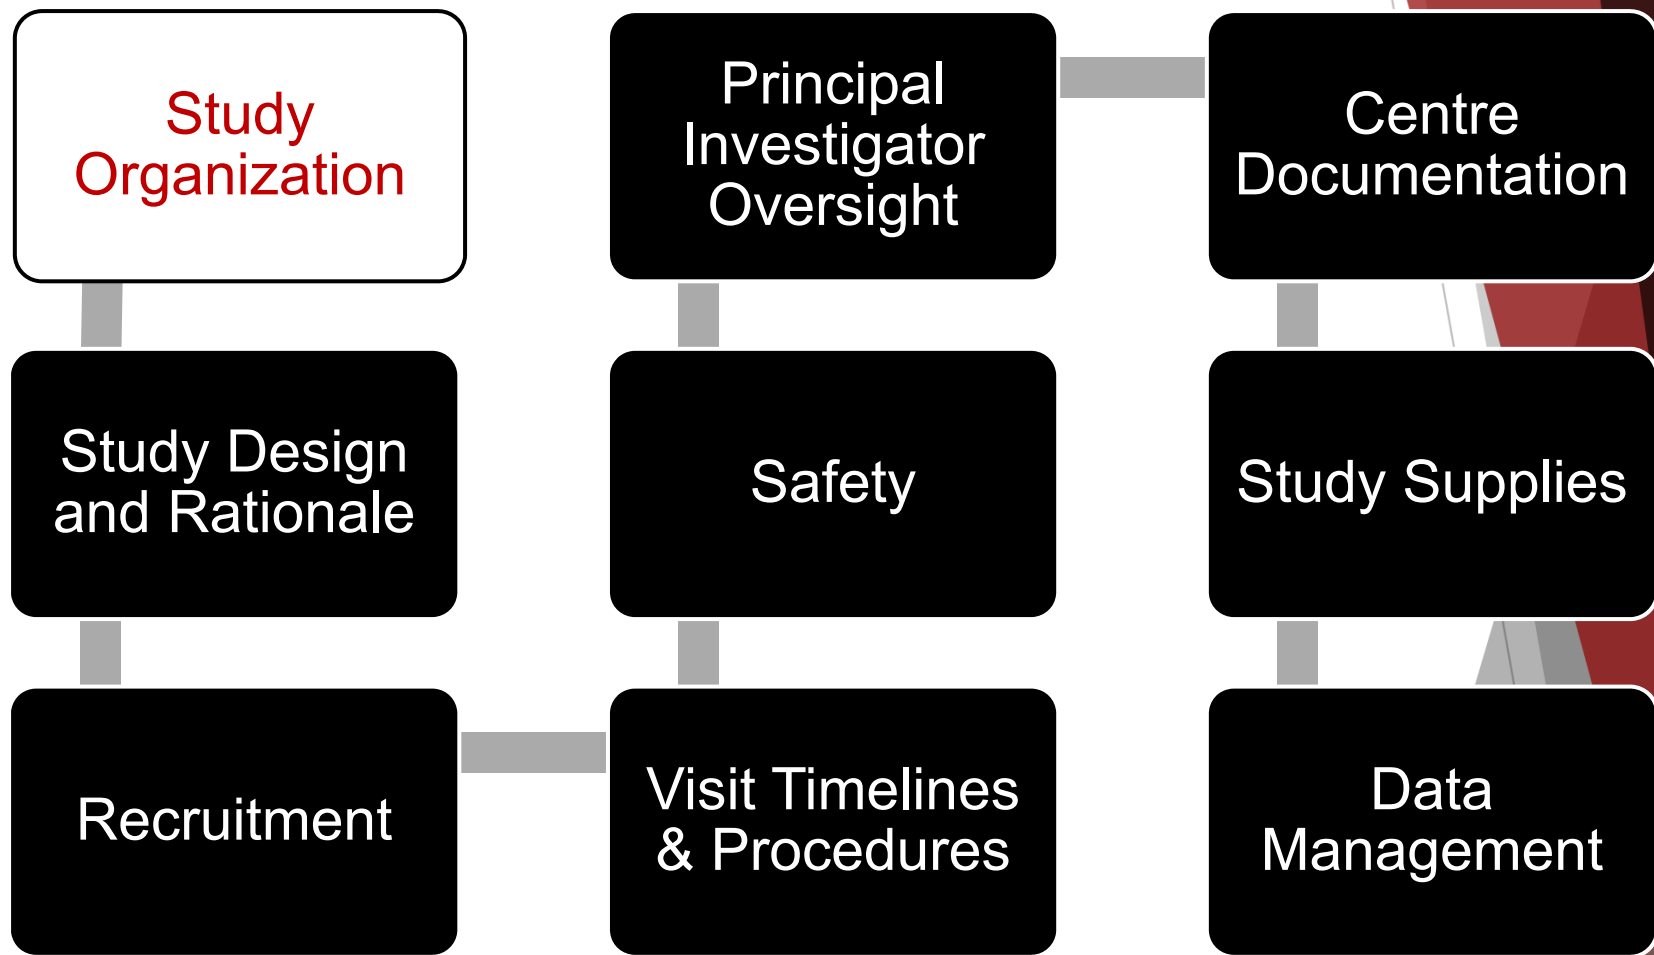 Study
Organization
Study Design
and Rationale
Recruitment
Visit Timelines
& Procedures
Safety
Principal
Investigator
Oversight
Centre
Documentation
Study Supplies
Data
Management